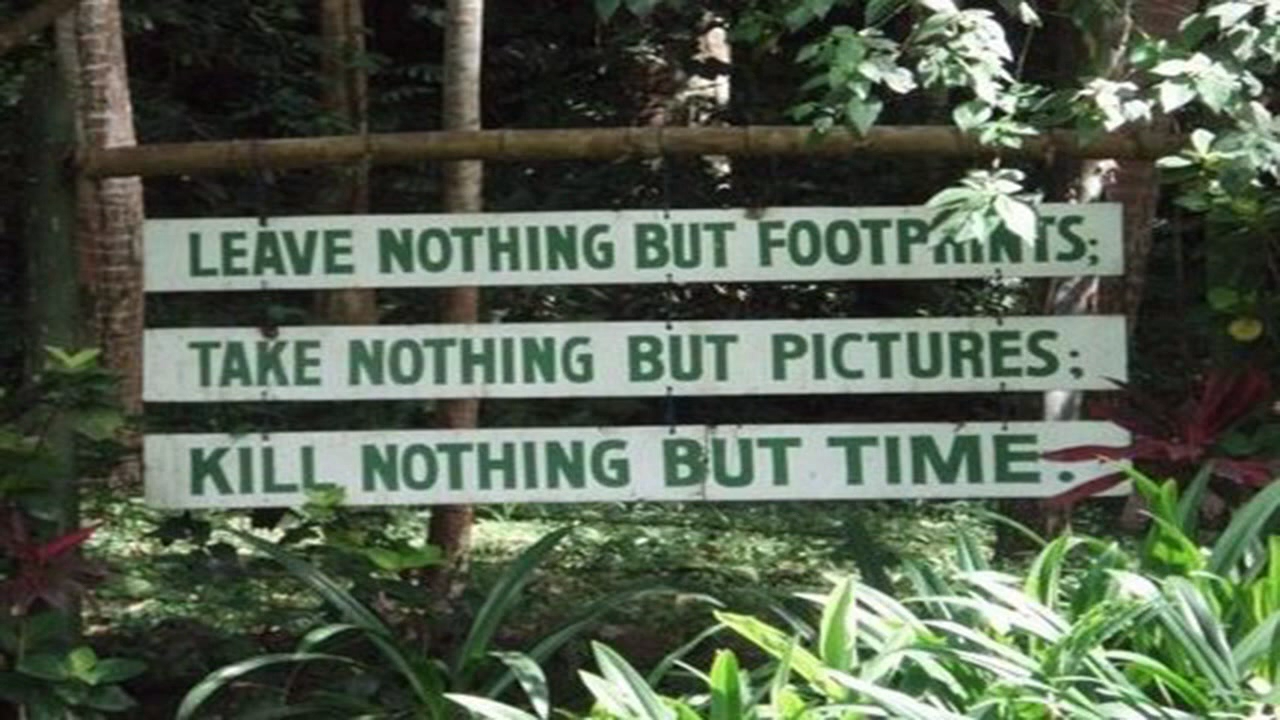 LEAVE NOTHING BUT FOOTPRINTS;
TAKE NOTHING BUT PICTURES;
KILL NOTHING BUT TIME.